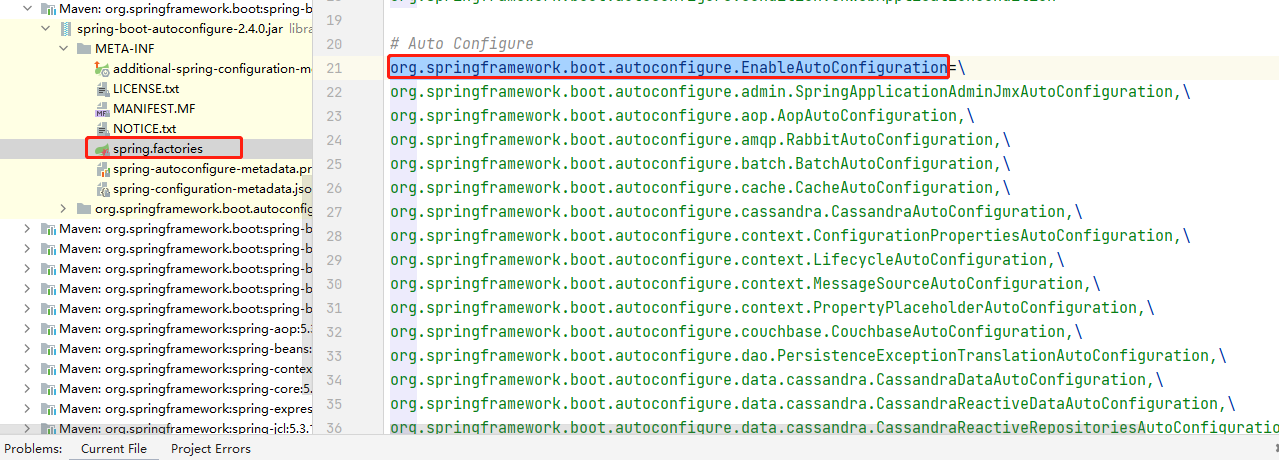 Maven: org.springframework.boot:spring-b
spring-boot-autoconfigure-2.4.0.jar libra
META-INF
additional-spring-configuration-m
LICENSE.txt
MANIFEST.MF
NOTICE.txt
spring.factories
spring-autoconfigure-metadata.pr
spring-configuration-metadata.jso
org.springframework.boot.autoconfig
Maven: org.springframework.boot:spring-b
Maven: org.springframework.boot:spring-b
Maven: org.springframework.boot:spring-b
Maven: org.springframework.boot:spring-b
Maven: org.springframework.boot:spring-b
Maven: org.springframework:spring-aop:5.3
Maven: org.springframework:spring-beans:
Maven: org.springframework:spring-contex
Maven: org.springframework:spring-core:5.
Maven: org.springframework:spring-expres
Maven: org.springframework:spring-jcl:5.3.
19
20 # Auto Configure
21 org.springframework.boot.autoconfigure.EnableAutoConfiguration=\
22 org.springframework.boot.autoconfigure.admin.SpringApplicationAdminJmxAutoConfiguration,\
23 org.springframework.boot.autoconfigure.aop.AopAutoConfiguration,\
24 org.springframework.boot.autoconfigure.amqp.RabbitAutoConfiguration,\
25 org.springframework.boot.autoconfigure.batch.BatchAutoConfiguration,\
26 org.springframework.boot.autoconfigure.cache.CacheAutoConfiguration,\
27 org.springframework.boot.autoconfigure.cassandra.CassandraAutoConfiguration,\
28 org.springframework.boot.autoconfigure.context.ConfigurationPropertiesAutoConfiguration,\
29 org.springframework.boot.autoconfigure.context.LifecycleAutoConfiguration,\
30 org.springframework.boot.autoconfigure.context.MessageSourceAutoConfiguration,\
31 org.springframework.boot.autoconfigure.context.PropertyPlaceholderAutoConfiguration,\
32 org.springframework.boot.autoconfigure.couchbase.CouchbaseAutoConfiguration,\
33 org.springframework.boot.autoconfigure.dao.PersistenceExceptionTranslationAutoConfiguration,\
34 org.springframework.boot.autoconfigure.data.cassandra.CassandraDataAutoConfiguration,\
35 org.springframework.boot.autoconfigure.data.cassandra.CassandraReactiveDataAutoConfiguration,\
36 org.springframework.boot.autoconfigure.data.cassandra.CassandraReactiveRepositoriesAutoConfiguratio
Problems: Current File Project Errors